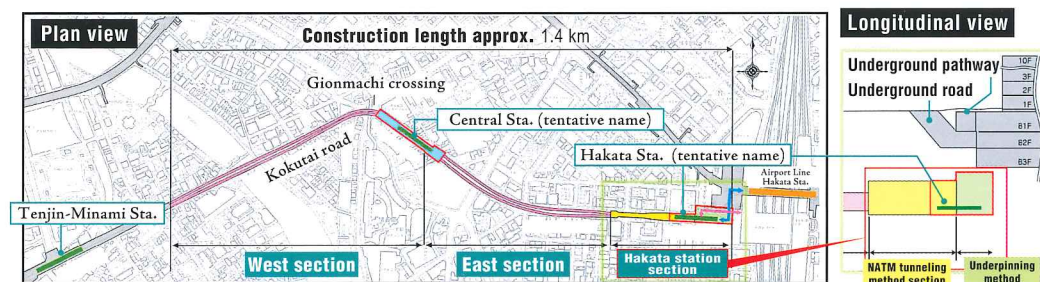 Plan view
Construction length approx. 1.4 km
Gionmachi crossing
Central Sta. (tentative name)
Kokutai road
Hakata Sta. (tentative name)
Airport Line
Hakata Sta.
Tenjin-Minami Sta.
West section
East section
Hakata station
section
Longitudinal view
Underground pathway
Underground road
10F
3F
2F
1F
B1F
B2F
B3F
NATM tunneling
method section
Underpinning
method